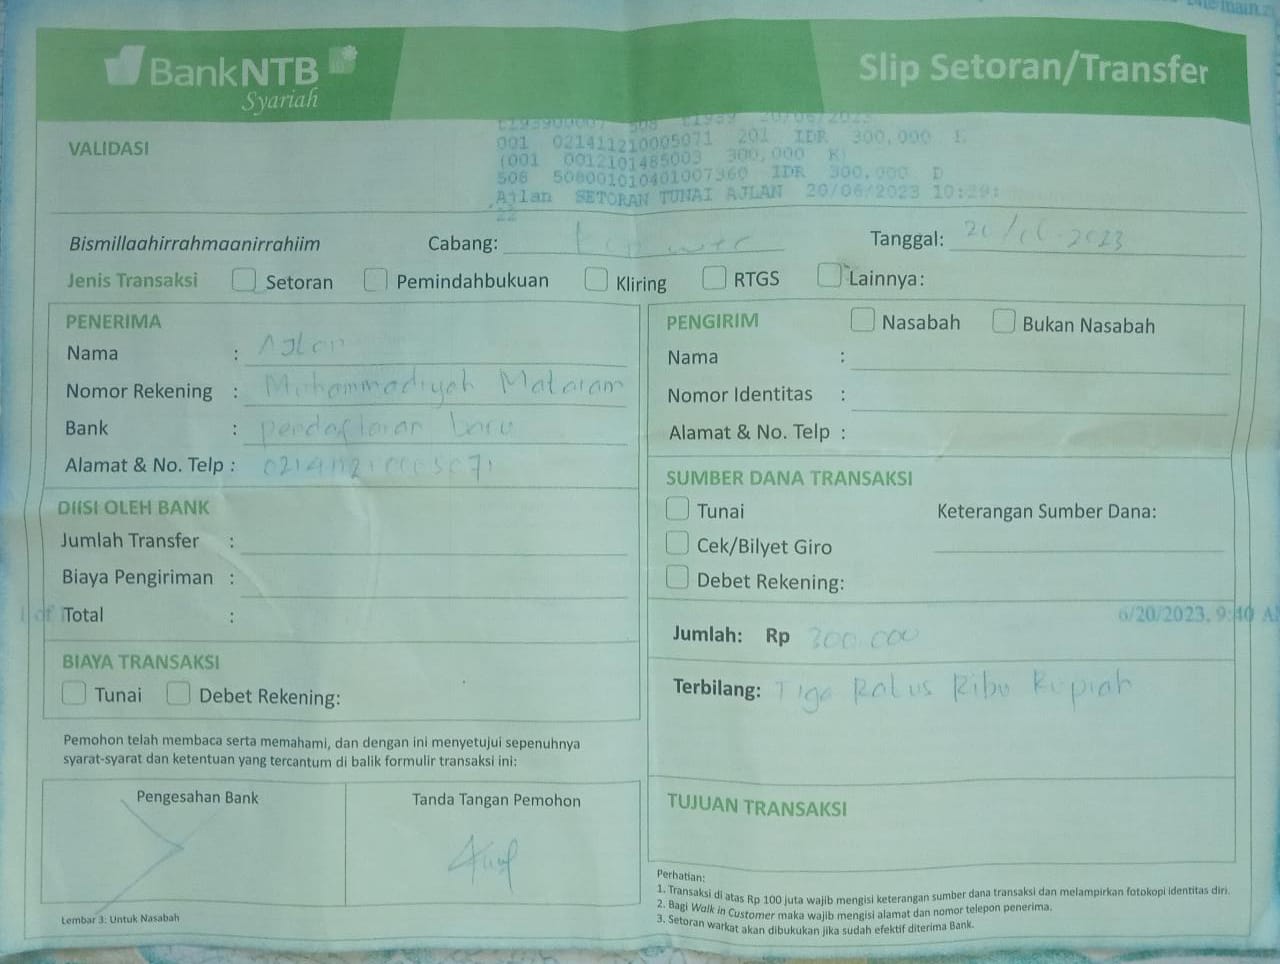 BankNTB
Syariah
Slip Setoran/Transfer
VALIDASI
001 021411210005071 201 IDR 300,000 K
(001 0012101485003 300,000 K)
508 508001010401007360 IDR 300,000 D
Ajlan SETORAN TUNAI AJLAN 20/06/2023 10:29:
22
Bismillaahirrahmaanirrahiim Cabang: Tanggal: 20/06-2023
Jenis Transaksi Setoran Pemindahbukuan Kliring RTGS Lainnya:
PENERIMA
Nama : Ajlan
Nomor Rekening : Muhammadiyah Mataram
Bank : pendaftaran baru
Alamat & No. Telp : 021411210005071
DIISI OLEH BANK
Jumlah Transfer :
Biaya Pengiriman :
Total :
BIAYA TRANSAKSI
Tunai Debet Rekening:
Pemohon telah membaca serta memahami, dan dengan ini menyetujui sepenuhnya
syarat-syarat dan ketentuan yang tercantum di balik formulir transaksi ini:
Pengesahan Bank Tanda Tangan Pemohon
Lembar 3: Untuk Nasabah
PENGIRIM Nasabah Bukan Nasabah
Nama :
Nomor Identitas :
Alamat & No. Telp :
SUMBER DANA TRANSAKSI
Tunai Keterangan Sumber Dana:
Cek/Bilyet Giro
Debet Rekening:
6/20/2023, 9:40
Jumlah: Rp 300.000
Terbilang: Tiga Ratus Ribu Rupiah
TUJUAN TRANSAKSI
Perhatian:
1. Transaksi di atas Rp 100 juta wajib mengisi keterangan sumber dana transaksi dan melampirkan fotokopi identitas diri.
2. Bagi Walk in Customer maka wajib mengisi alamat dan nomor telepon penerima.
3. Setoran warkat akan dibukukan jika sudah efektif diterima Bank.